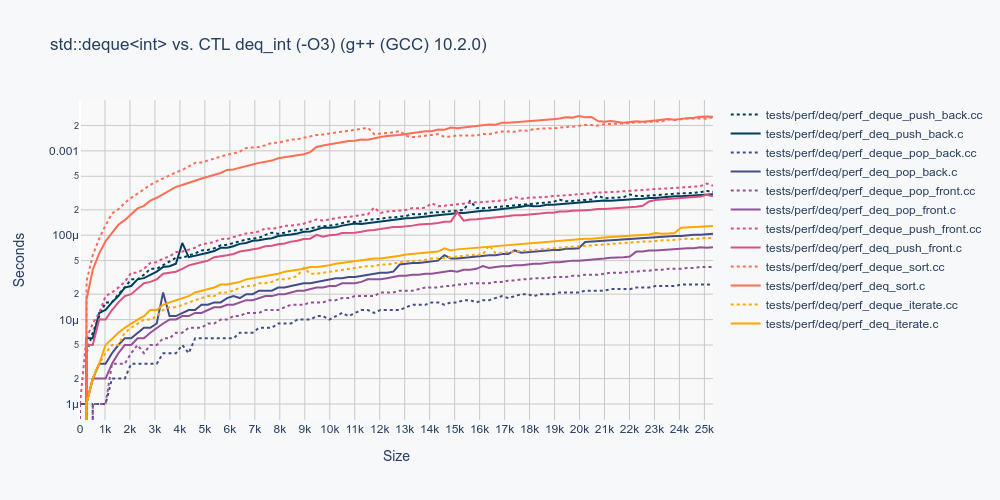 std::deque<int> vs. CTL deq_int (-O3) (g++ (GCC) 10.2.0)
Seconds
2
0.001
5
2
100μ
5
2
10μ
5
2
1μ
0 1k 2k 3k 4k 5k 6k 7k 8k 9k 10k 11k 12k 13k 14k 15k 16k 17k 18k 19k 20k 21k 22k 23k 24k 25k
Size
tests/perf/deq/perf_deque_push_back.cc
tests/perf/deq/perf_deq_push_back.c
tests/perf/deq/perf_deque_pop_back.cc
tests/perf/deq/perf_deq_pop_back.c
tests/perf/deq/perf_deque_pop_front.cc
tests/perf/deq/perf_deq_pop_front.c
tests/perf/deq/perf_deque_push_front.cc
tests/perf/deq/perf_deq_push_front.c
tests/perf/deq/perf_deque_sort.cc
tests/perf/deq/perf_deq_sort.c
tests/perf/deq/perf_deque_iterate.cc
tests/perf/deq/perf_deq_iterate.c